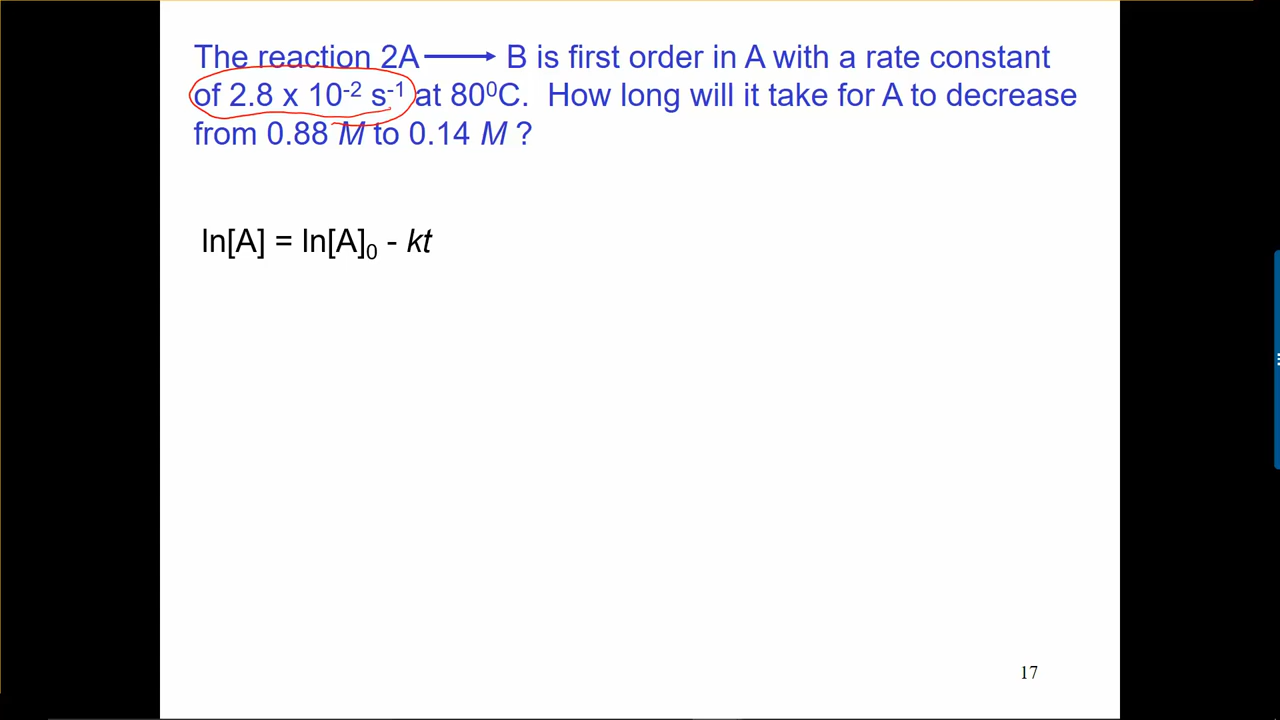 The reaction 2A ⟶ B is first order in A with a rate constant
of 2.8 x 10⁻² s⁻¹ at 80⁰C. How long will it take for A to decrease
from 0.88 M to 0.14 M ?
ln[A] = ln[A]₀ - kt
17